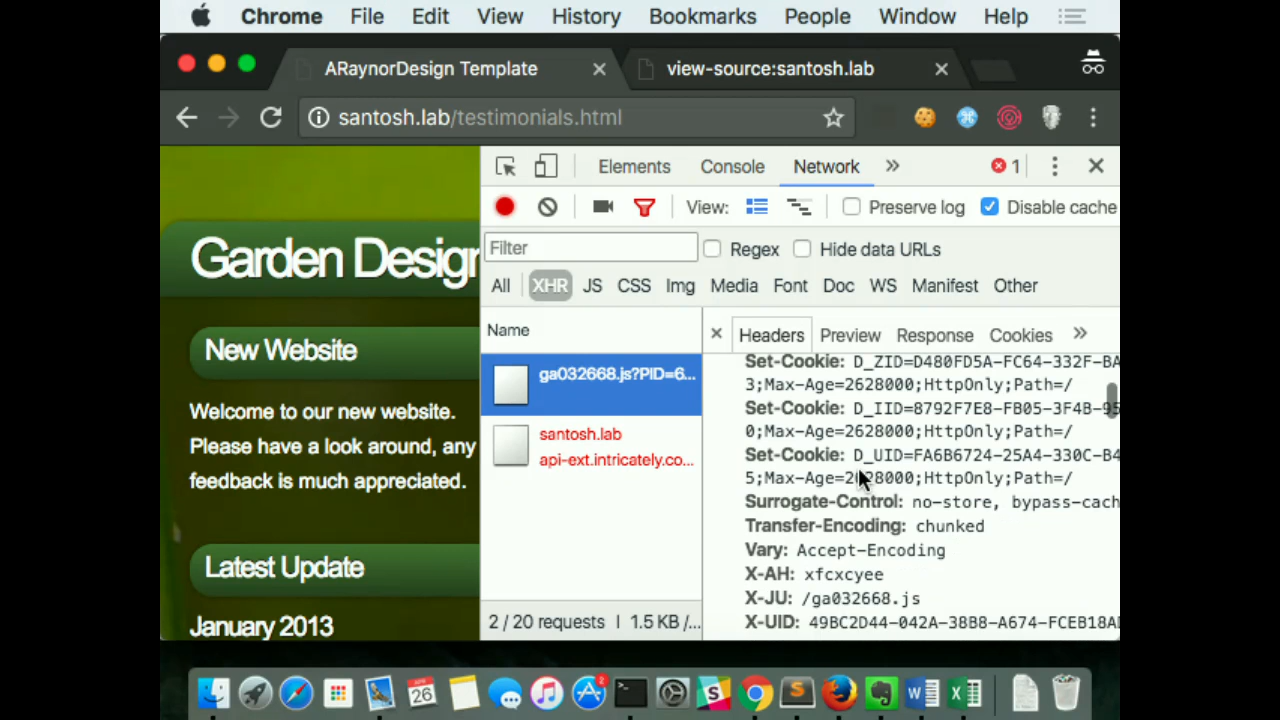 Chrome File Edit View History Bookmarks People Window Help
ARaynorDesign Template
view-source:santosh.lab
santosh.lab/testimonials.html
Elements Console Network 1
View: Preserve log Disable cache
Filter Regex Hide data URLs
All XHR JS CSS Img Media Doc Font WS Manifest Other
Garden Design
New Website
Welcome to our new website.
Please have a look around, any
feedback is much appreciated.
Latest Update
January 2013
Name
ga032668.js?PID=6...
santosh.lab
api-ext.intricately.co...
2 / 20 requests | 1.5 KB /...
Headers Preview Response Cookies
Set-Cookie: D_ZID=D480FD5A-FC64-332F-BA
3;Max-Age=2628000;HttpOnly;Path=/
Set-Cookie: D_IID=8792F7E8-FB05-3F4B-95
0;Max-Age=2628000;HttpOnly;Path=/
Set-Cookie: D_UID=FA6B6724-25A4-330C-B4
5;Max-Age=2628000;HttpOnly;Path=/
Surrogate-Control: no-store, bypass-cach
Transfer-Encoding: chunked
Vary: Accept-Encoding
X-AH: xfcxcyee
X-JU: /ga032668.js
X-UID: 49BC2D44-042A-38B8-A674-FCEB18AD
26
2